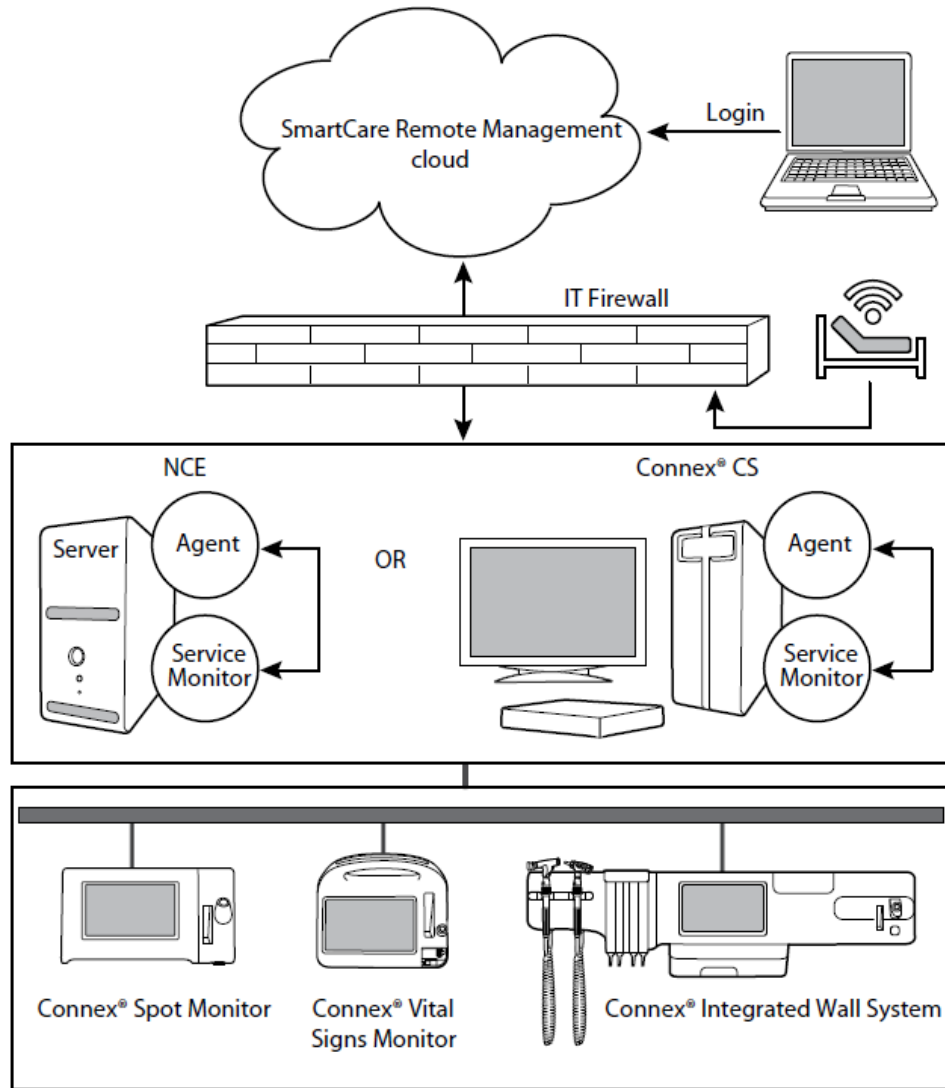 SmartCare Remote Management
cloud
Login
IT Firewall
NCE
Connex® CS
Server
Agent
OR
Agent
Service
Monitor
Service
Monitor
Connex® Spot Monitor
Connex® Vital
Signs Monitor
Connex® Integrated Wall System